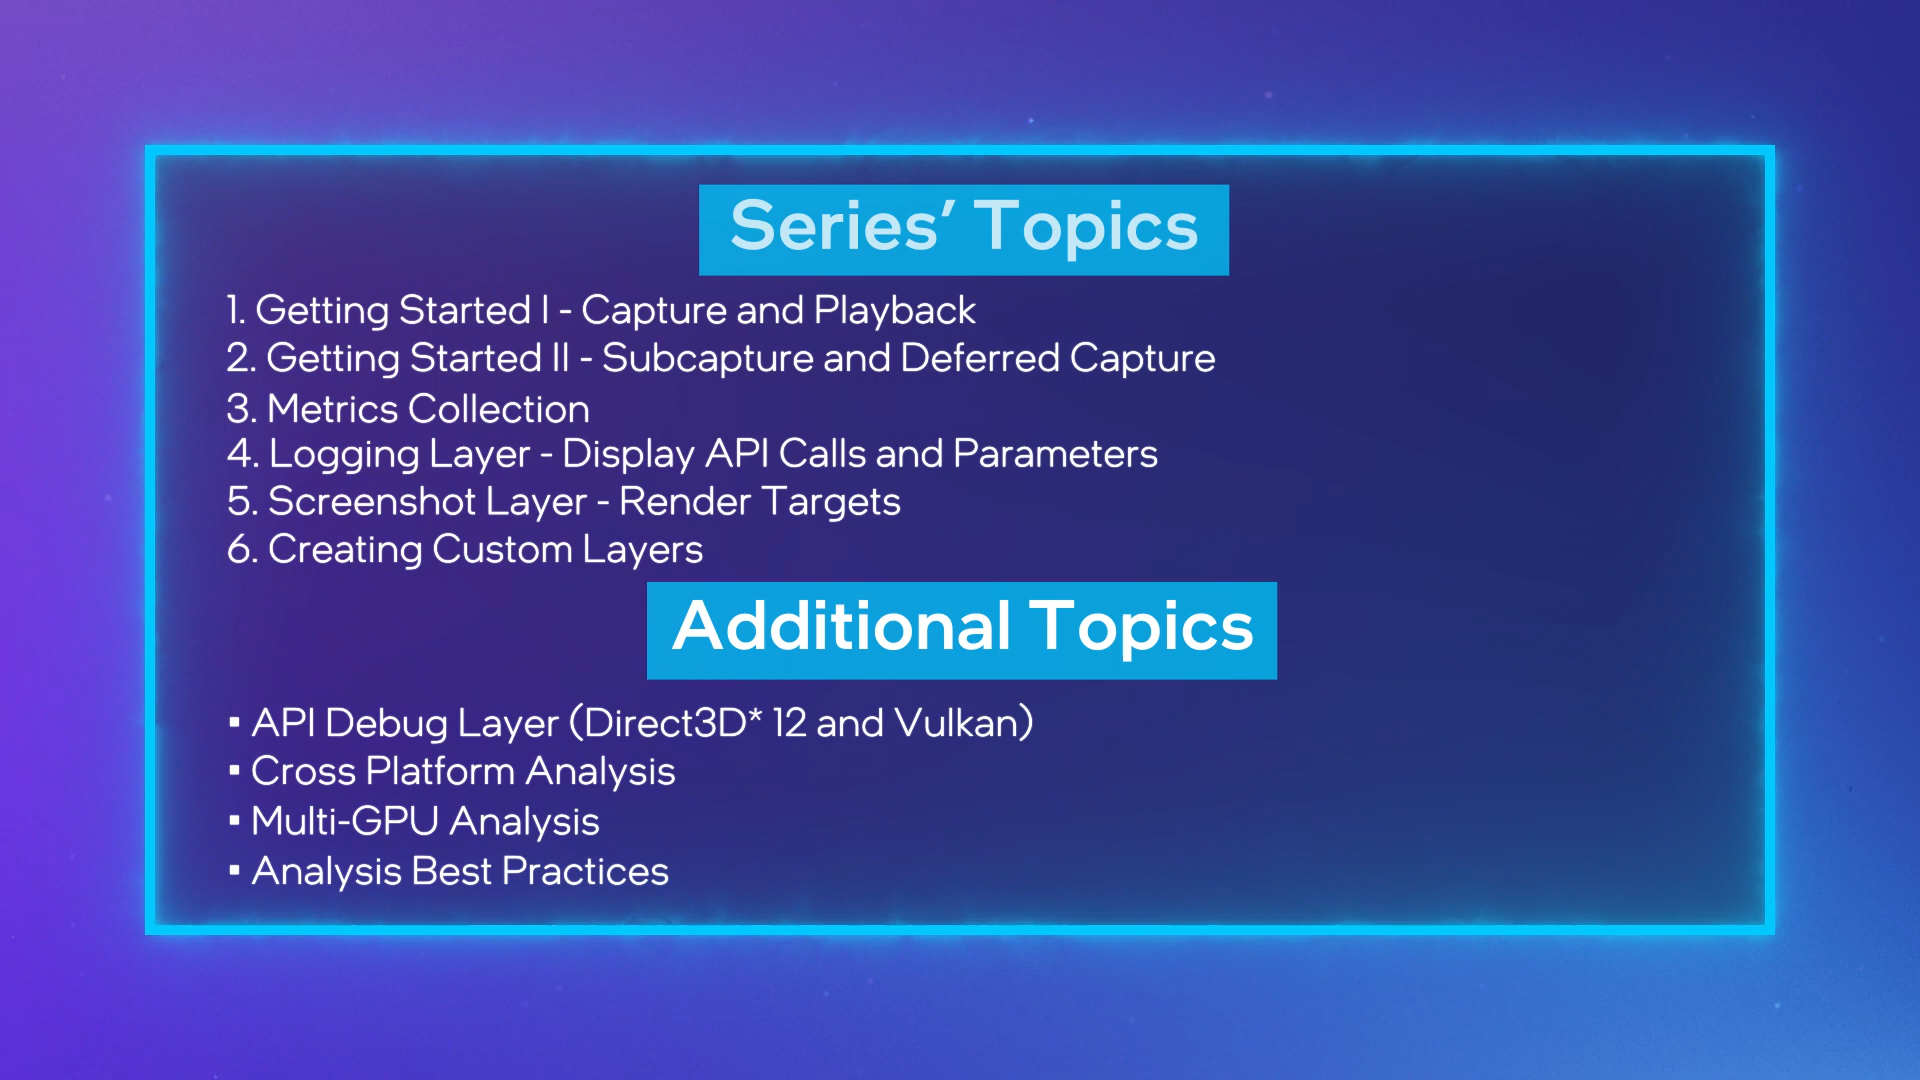 Series’ Topics
1. Getting Started I - Capture and Playback
2. Getting Started II - Subcapture and Deferred Capture
3. Metrics Collection
4. Logging Layer - Display API Calls and Parameters
5. Screenshot Layer - Render Targets
6. Creating Custom Layers
Additional Topics
▪ API Debug Layer (Direct3D* 12 and Vulkan)
▪ Cross Platform Analysis
▪ Multi-GPU Analysis
▪ Analysis Best Practices